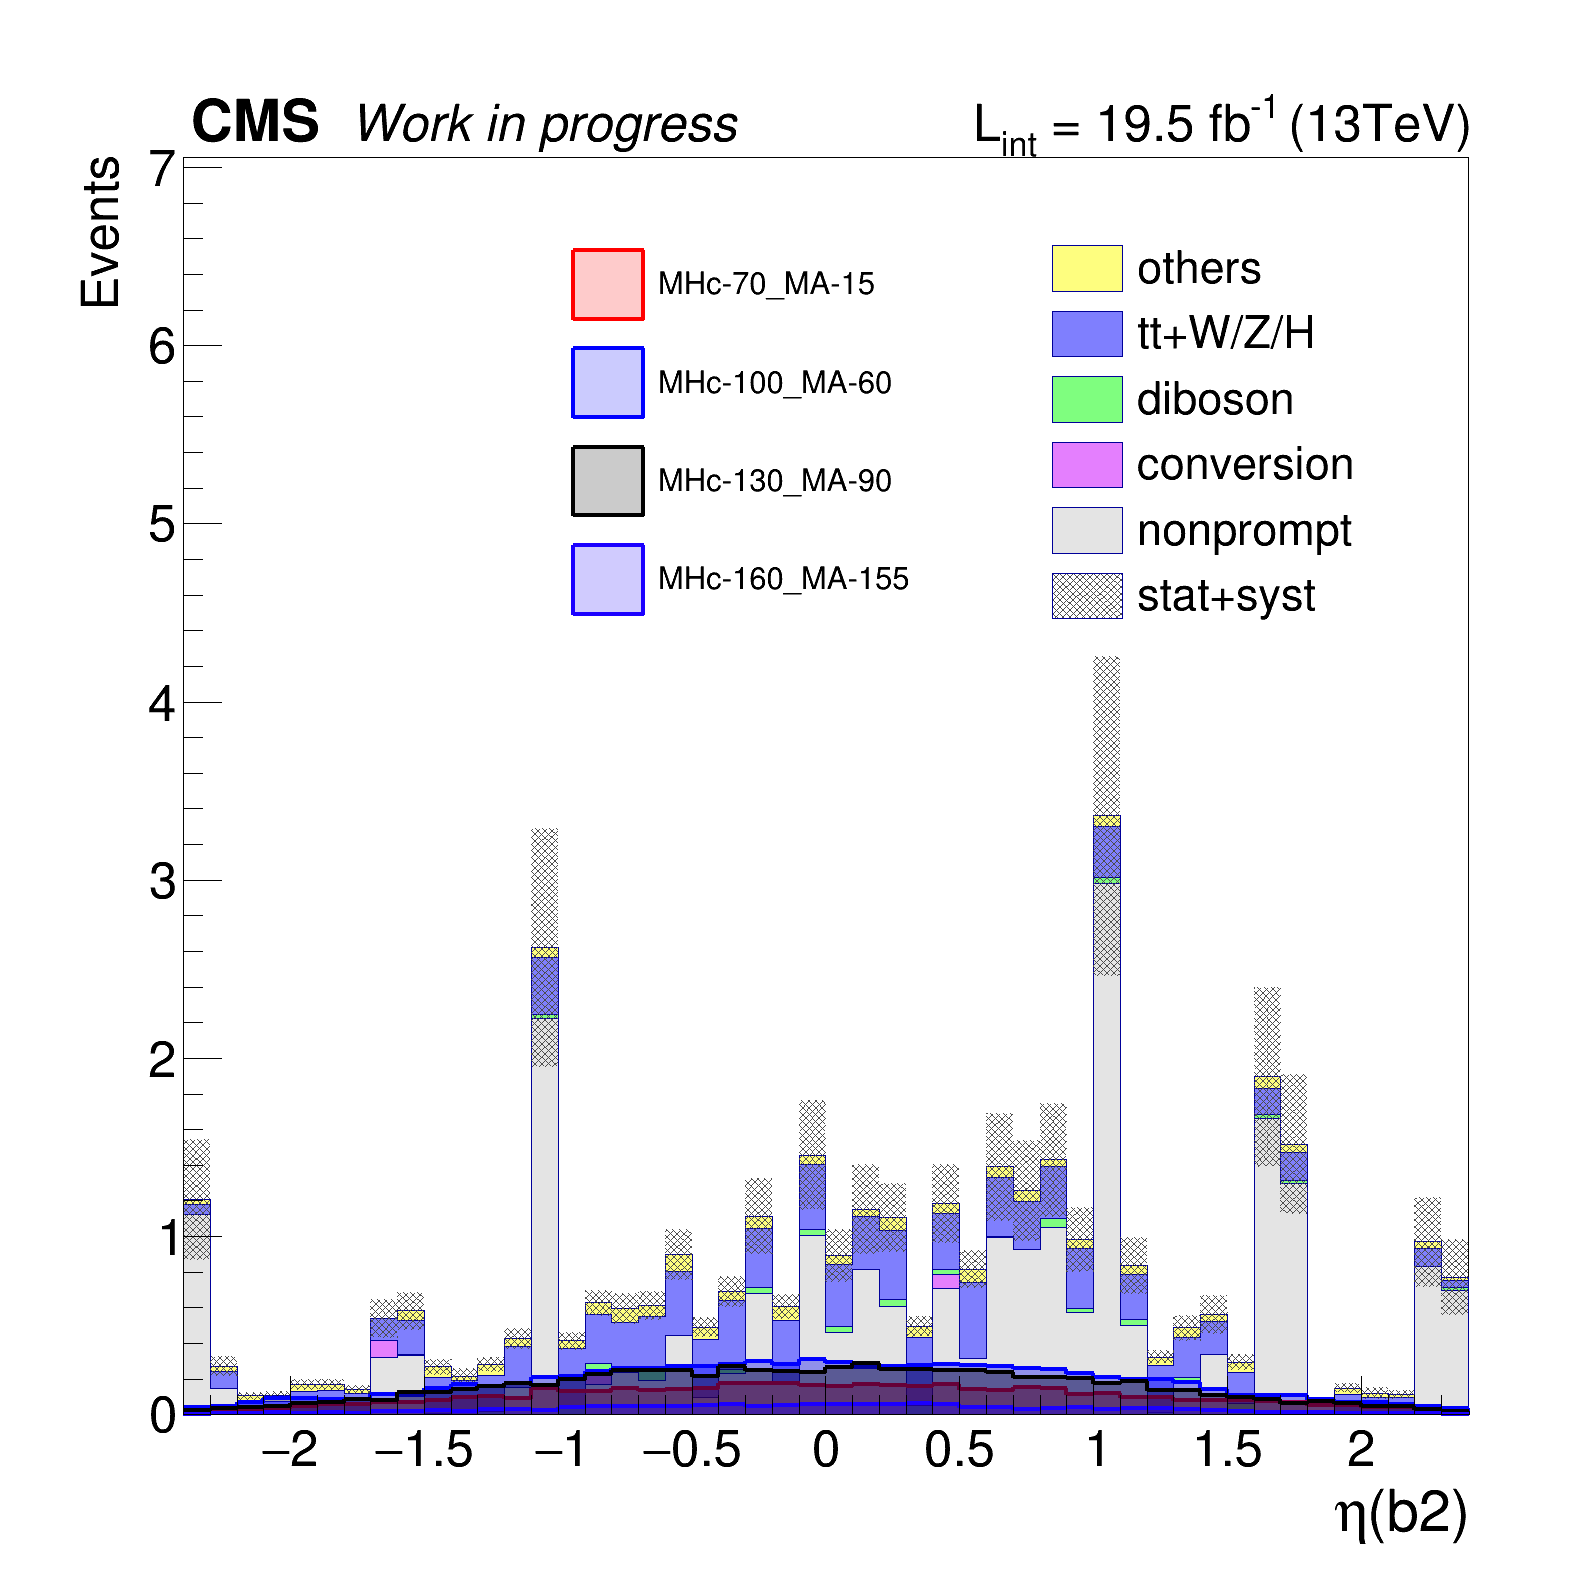 CMS Work in progress
L_int = 19.5 fb^-1 (13TeV)
Events
7
6
5
4
3
2
1
0
MHc-70_MA-15
MHc-100_MA-60
MHc-130_MA-90
MHc-160_MA-155
others
tt+W/Z/H
diboson
conversion
nonprompt
stat+syst
−2 −1.5 −1 −0.5 0 0.5 1 1.5 2
η(b2)